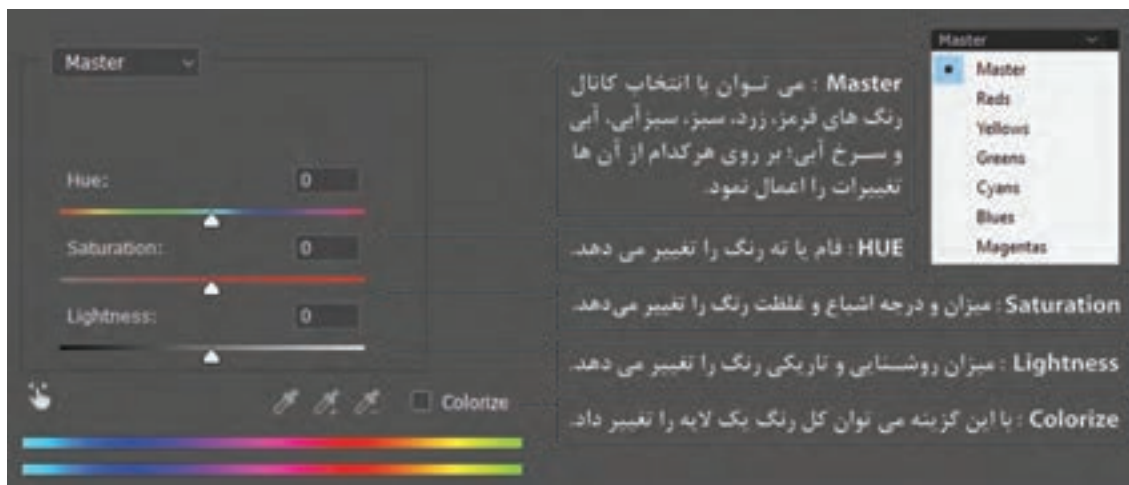 Master
Hue:
0
Saturation:
0
Lightness:
0
Colorize
Master : می تـوان با انتخاب کانال
رنگ های قرمز، زرد، سبز، سبزآبی، آبی
و ســرخ آبی؛ بر روی هرکدام از آن ها
تغییرات را اعمال نمود.
HUE : فام یا ته رنگ را تغییر می دهد.
Saturation : میزان و درجه اشباع و غلظت رنگ را تغییر می‌دهد.
Lightness : میزان روشــنایی و تاریکی رنگ را تغییر می دهد.
Colorize : با این گزینه می توان کل رنگ یک لایه را تغییر داد.
Master
Master
Reds
Yellows
Greens
Cyans
Blues
Magentas